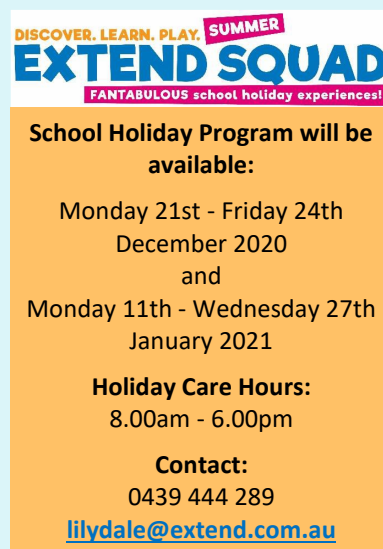 DISCOVER. LEARN. PLAY. SUMMER
EXTEND SQUAD
FANTABULOUS school holiday experiences!
School Holiday Program will be
available:
Monday 21st - Friday 24th
December 2020
and
Monday 11th - Wednesday 27th
January 2021
Holiday Care Hours:
8.00am - 6.00pm
Contact:
0439 444 289
lilydale@extend.com.au